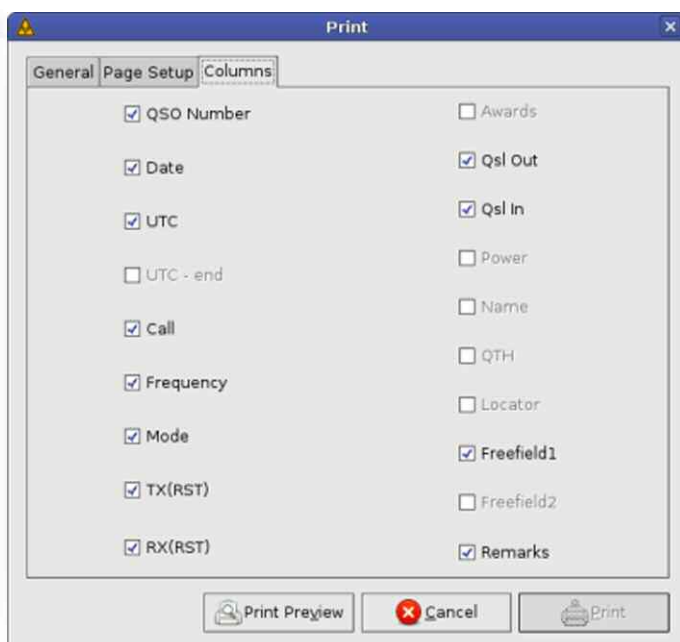 Print
General Page Setup Columns
QSO Number
Date
UTC
UTC - end
Call
Frequency
Mode
TX(RST)
RX(RST)
Awards
Qsl Out
Qsl In
Power
Name
QTH
Locator
Freefield1
Freefield2
Remarks
Print Preview Cancel Print